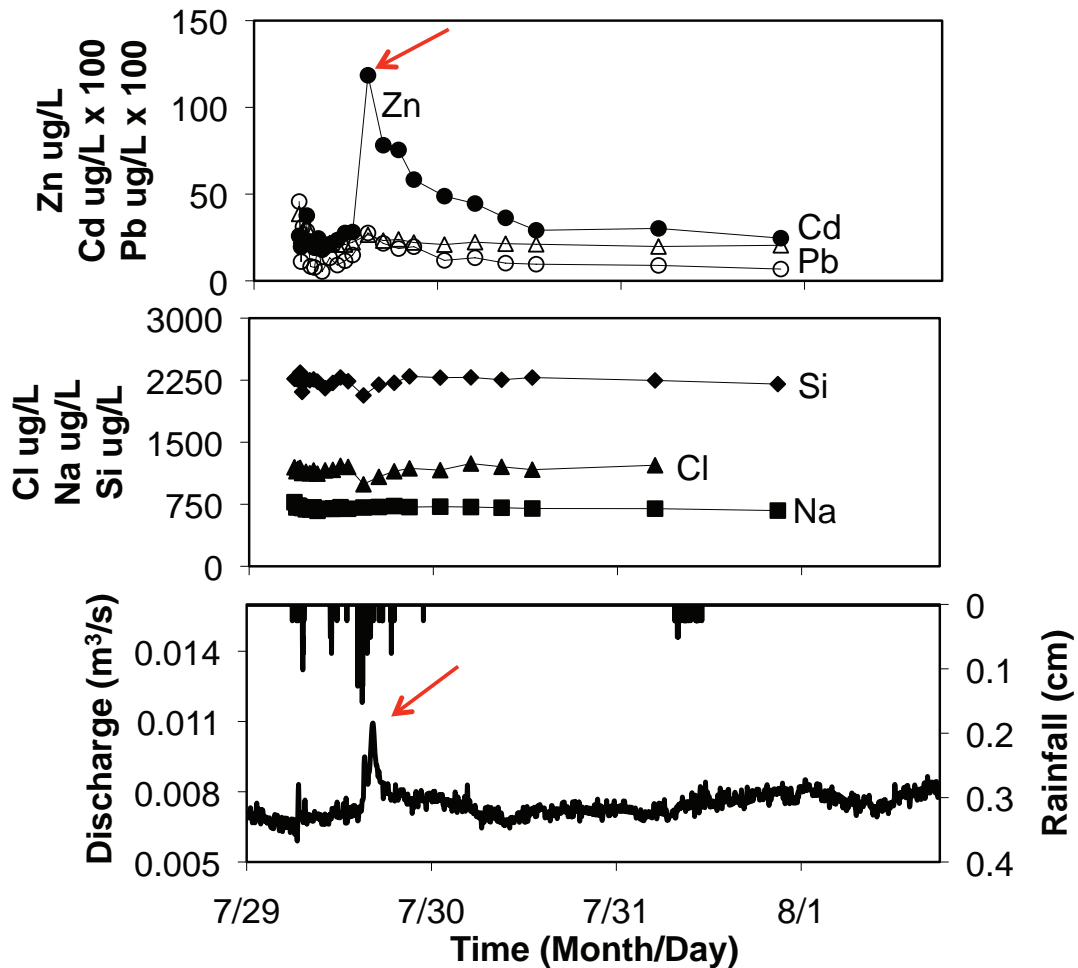 Zn ug/L
Cd ug/L x 100
Pb ug/L x 100
150
100
50
0
Zn
Cd
Pb
Cl ug/L
Na ug/L
Si ug/L
3000
2250
1500
750
0
Si
Cl
Na
Discharge (m³/s)
0.014
0.011
0.008
0.005
0
0.1
0.2
0.3
0.4
Rainfall (cm)
7/29
7/30
7/31
8/1
Time (Month/Day)